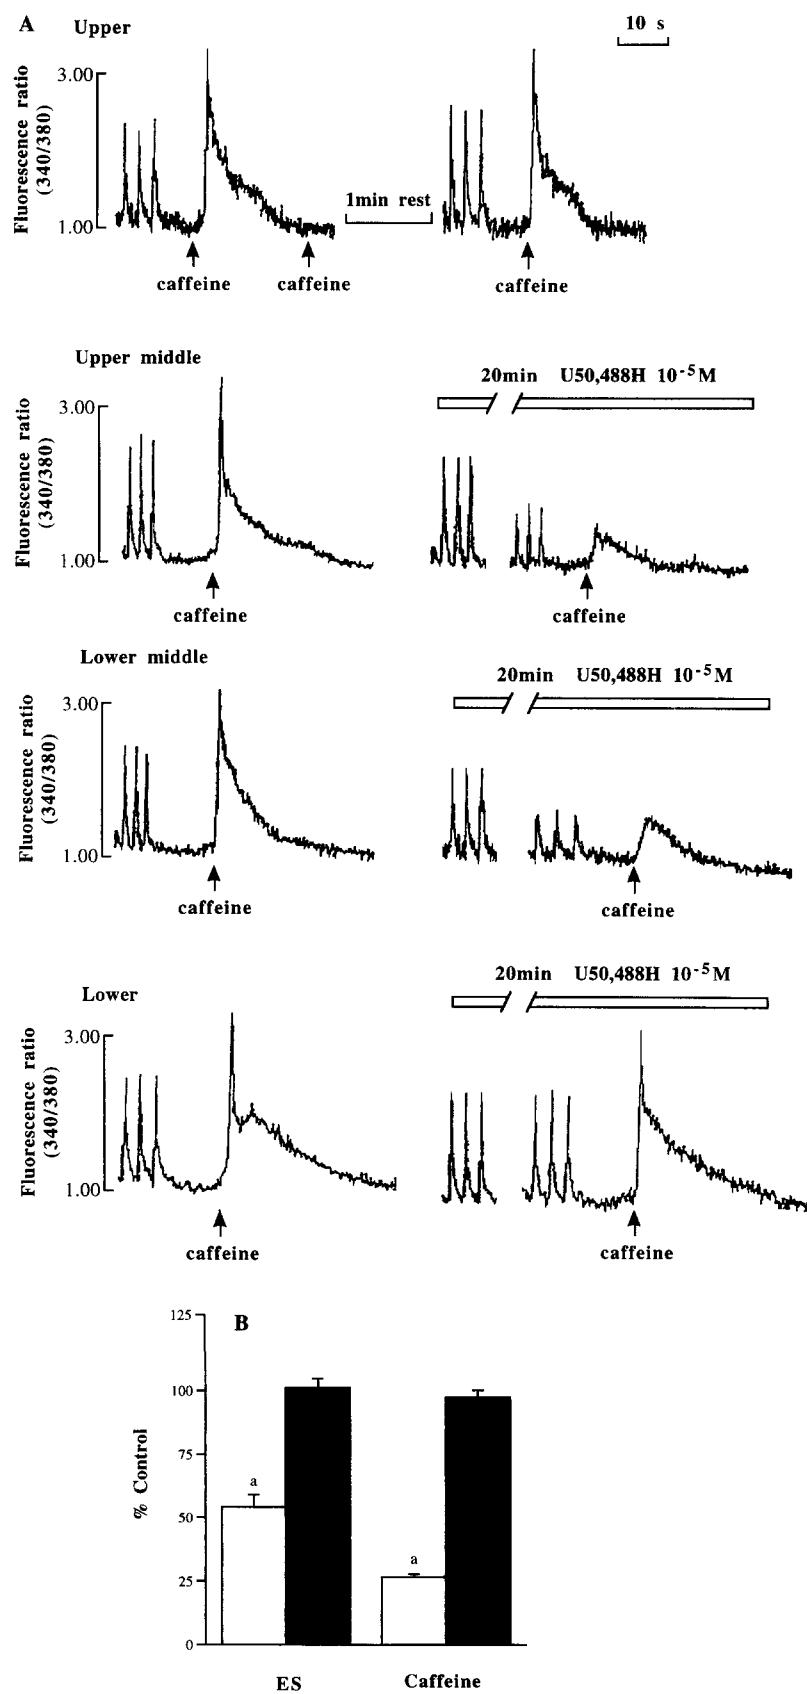 A Upper
10 s
Fluorescence ratio
(340/380)
3.00
1.00
1min rest
caffeine caffeine caffeine
Upper middle
20min U50,488H 10-5M
Fluorescence ratio
(340/380)
3.00
1.00
caffeine caffeine
Lower middle
20min U50,488H 10-5M
Fluorescence ratio
(340/380)
3.00
1.00
caffeine caffeine
Lower
20min U50,488H 10-5M
Fluorescence ratio
(340/380)
3.00
1.00
caffeine caffeine
B
% Control
125
100
75
50
25
0
a
a
ES Caffeine